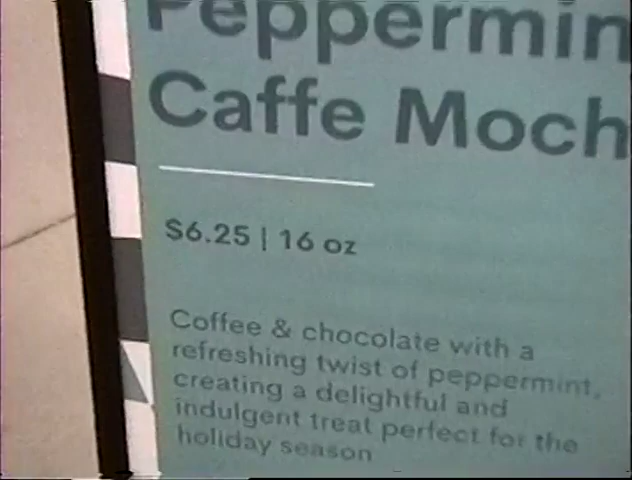 Peppermin
Caffe Moch
$6.25 | 16 oz
Coffee & chocolate with a
refreshing twist of peppermint,
creating a delightful and
indulgent treat perfect for the
holiday season